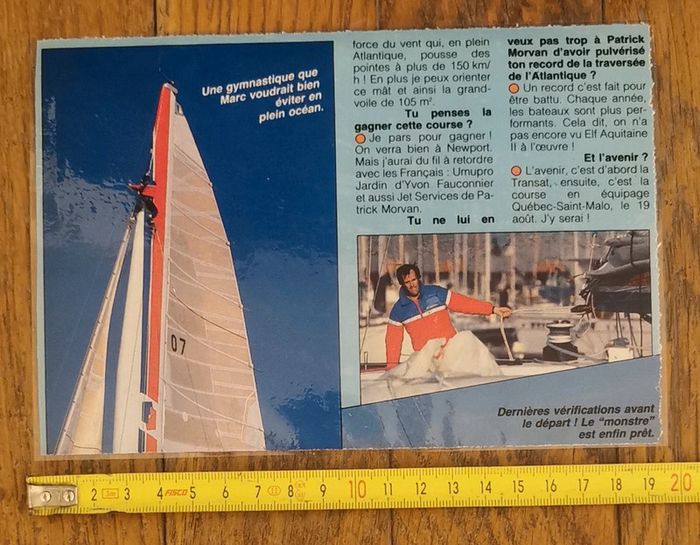 Une gymnastique que
Marc voudrait bien
éviter en
plein océan.
07
force du vent qui, en plein
Atlantique, pousse des
pointes à plus de 150 km/
h ! En plus je peux orienter
ce mât et ainsi la grand-
voile de 105 m².
Tu penses la
gagner cette course ?
Je pars pour gagner !
On verra bien à Newport.
Mais j'aurai du fil à retordre
avec les Français : Umupro
Jardin d'Yvon Fauconnier
et aussi Jet Services de Pa-
trick Morvan.
Tu ne lui en
veux pas trop à Patrick
Morvan d'avoir pulvérisé
ton record de la traversée
de l'Atlantique ?
Un record c'est fait pour
être battu. Chaque année,
les bateaux sont plus per-
formants. Cela dit, on n'a
pas encore vu Elf Aquitaine
II à l'œuvre !
Et l'avenir ?
L'avenir, c'est d'abord la
Transat, ensuite, c'est la
course en équipage
Québec-Saint-Malo, le 19
août. J'y serai !
Dernières vérifications avant
le départ ! Le "monstre"
est enfin prêt.
2 3m 3 4 FISCO 5 6 7 8 9 10 11 12 13 14 15 16 17 18 19 20